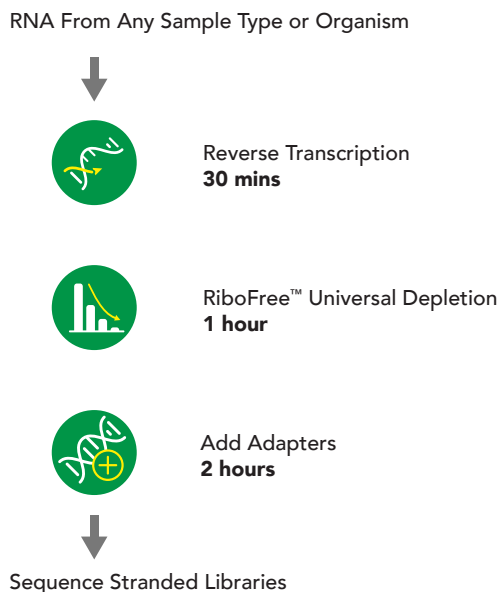 RNA From Any Sample Type or Organism
Reverse Transcription
30 mins
RiboFree™ Universal Depletion
1 hour
Add Adapters
2 hours
Sequence Stranded Libraries